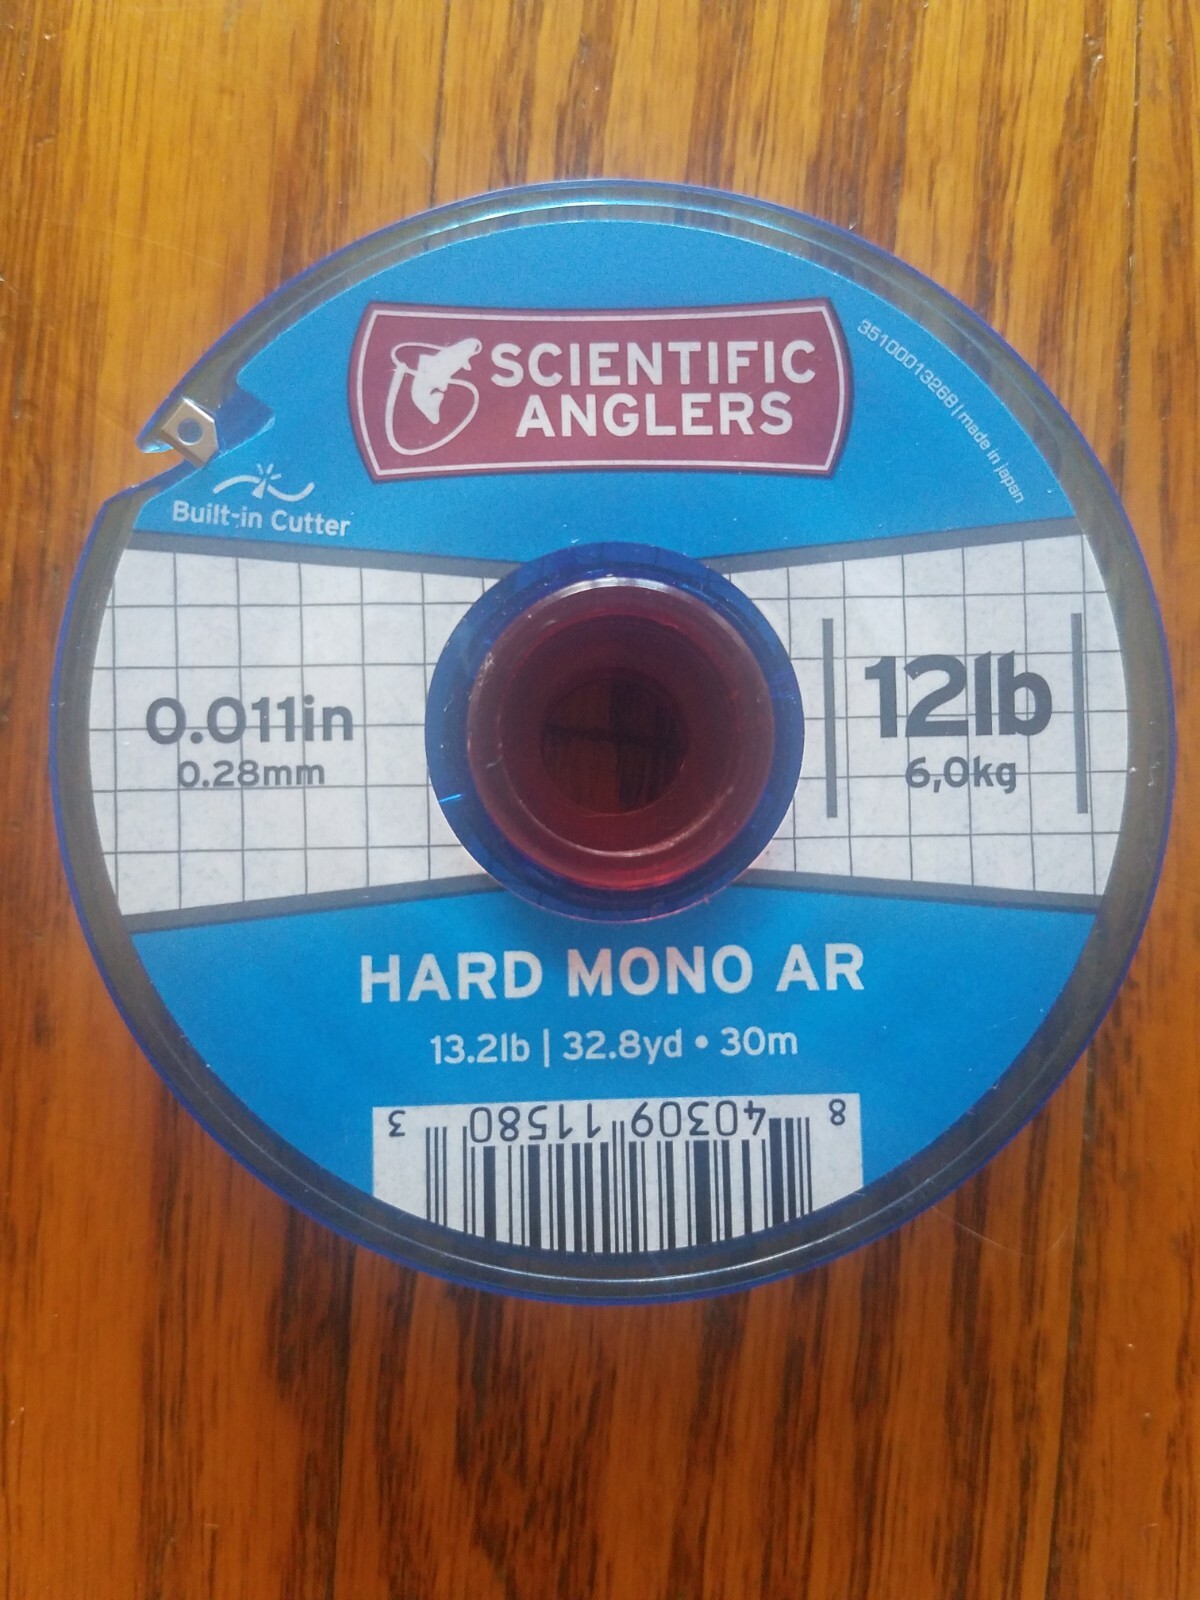 SCIENTIFIC
ANGLERS
35100013268 | made in japan
Built-in Cutter
0.011in
0.28mm
12lb
6,0kg
HARD MONO AR
13.2lb | 32.8yd • 30m
8 40309 11580 3